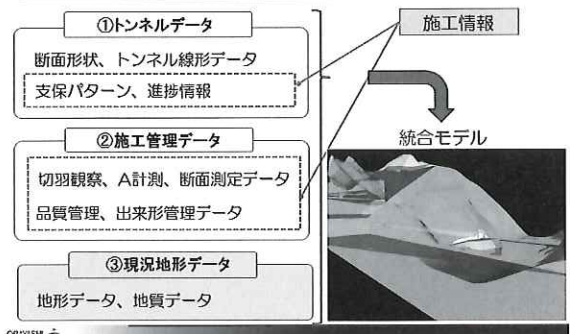 ①トンネルデータ
断面形状、トンネル線形データ
支保パターン、進捗情報
②施工管理データ
切羽観察、A計測、断面測定データ
品質管理、出来形管理データ
③現況地形データ
地形データ、地質データ
施工情報
統合モデル